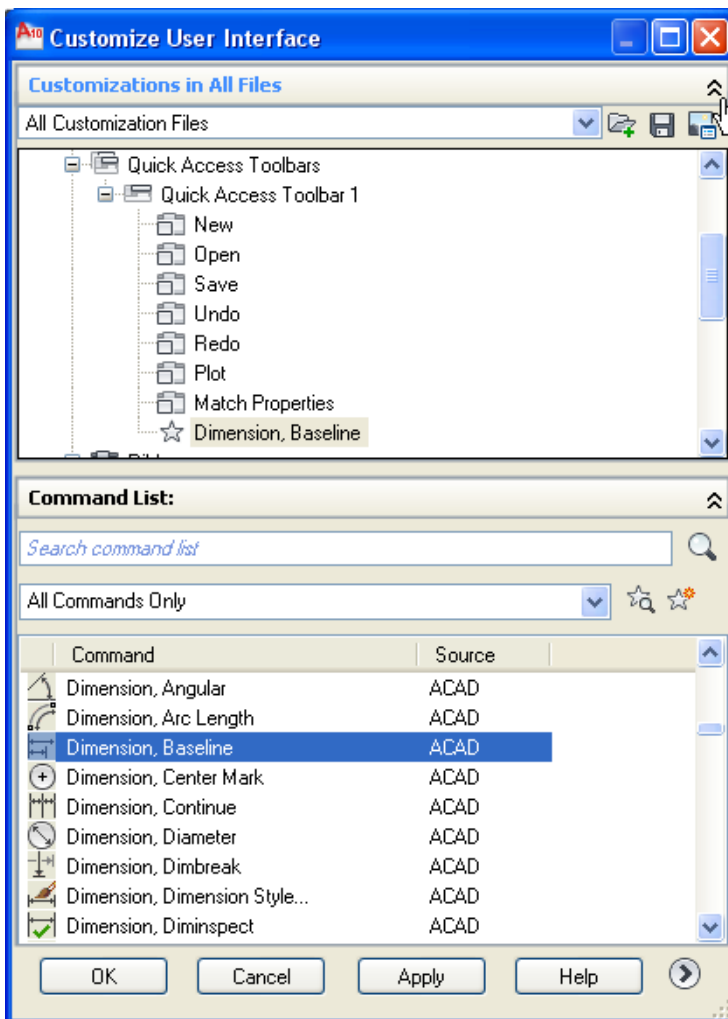 A10 Customize User Interface
Customizations in All Files
All Customization Files
Quick Access Toolbars
Quick Access Toolbar 1
New
Open
Save
Undo
Redo
Plot
Match Properties
Dimension, Baseline
Command List:
Search command list
All Commands Only
Command Source
Dimension, Angular ACAD
Dimension, Arc Length ACAD
Dimension, Baseline ACAD
Dimension, Center Mark ACAD
Dimension, Continue ACAD
Dimension, Diameter ACAD
Dimension, Dimbreak ACAD
Dimension, Dimension Style... ACAD
Dimension, Diminspect ACAD
OK Cancel Apply Help